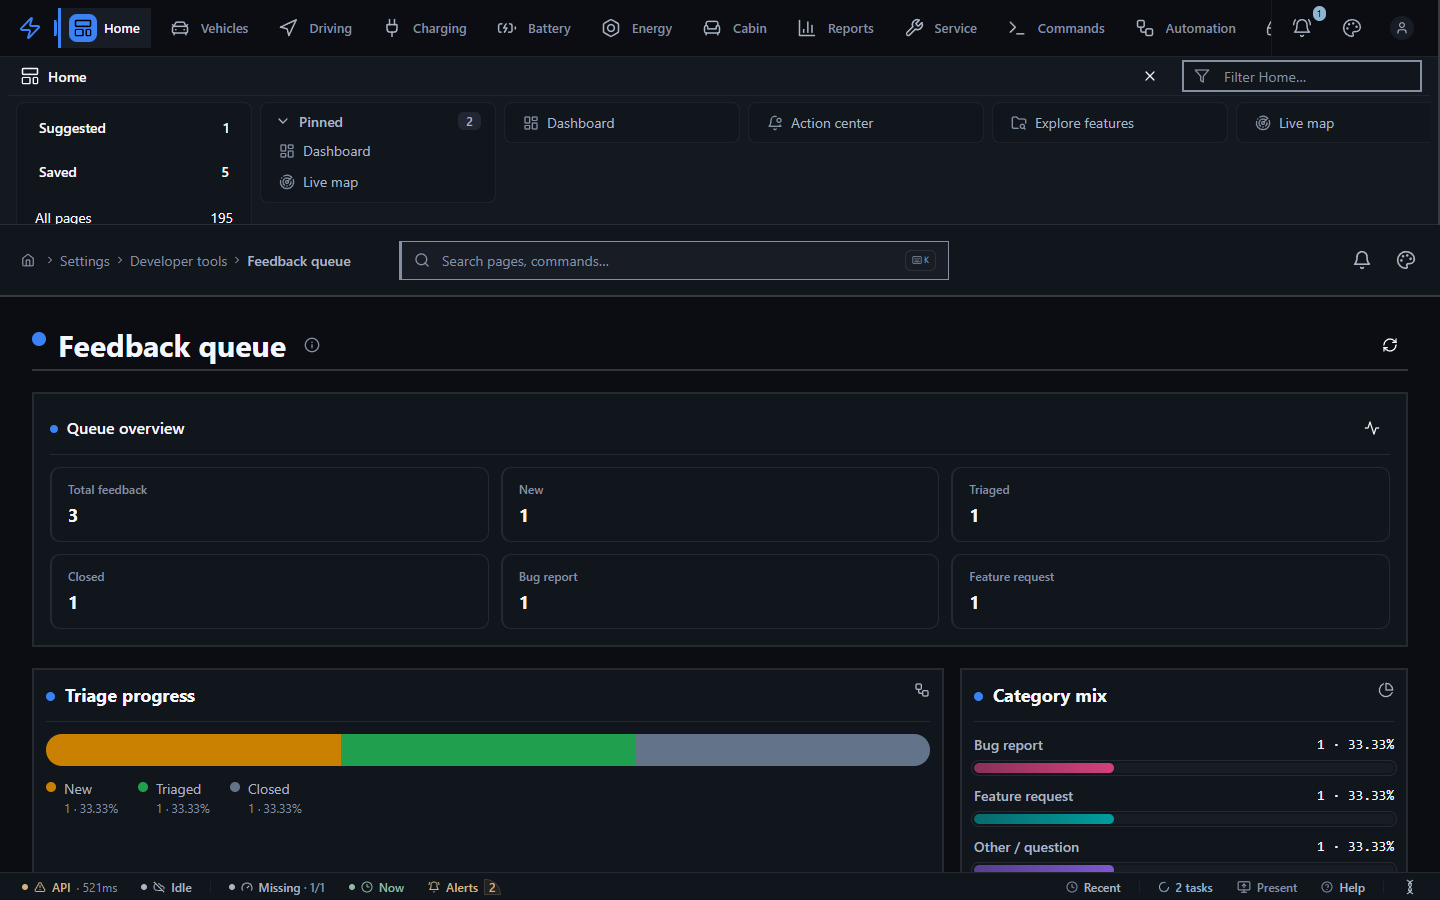 Home
Vehicles
Driving
Charging
Battery
Energy
Cabin
Reports
Service
Commands
Automation
1
Home
Filter Home...
Suggested 1
Saved 5
All pages 195
Pinned 2
Dashboard
Live map
Dashboard
Action center
Explore features
Live map
Settings > Developer tools > Feedback queue
Search pages, commands...
K
Feedback queue
Queue overview
Total feedback
3
New
1
Triaged
1
Closed
1
Bug report
1
Feature request
1
Triage progress
New
1 · 33.33%
Triaged
1 · 33.33%
Closed
1 · 33.33%
Category mix
Bug report 1 · 33.33%
Feature request 1 · 33.33%
Other / question 1 · 33.33%
API · 521ms
Idle
Missing · 1/1
Now
Alerts 2
Recent
2 tasks
Present
Help